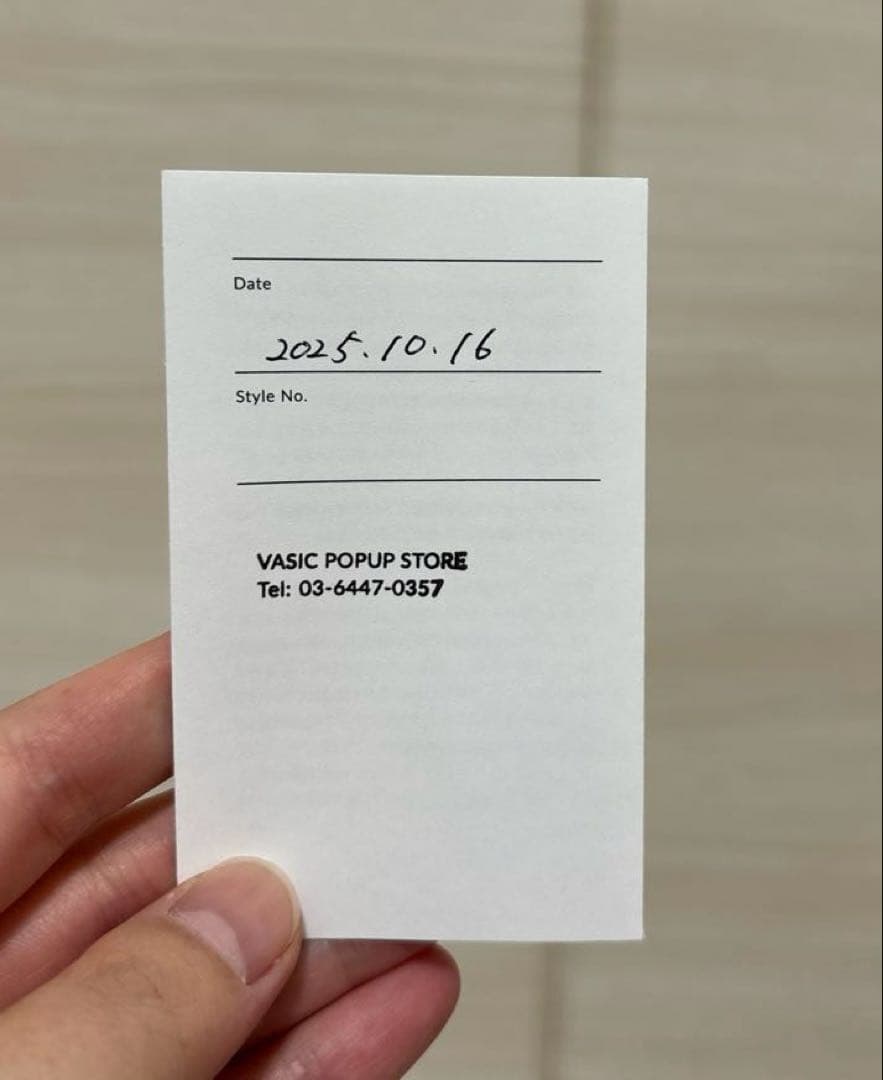 Date
2025.10.16
Style No.
VASIC POPUP STORE
Tel: 03-6447-0357